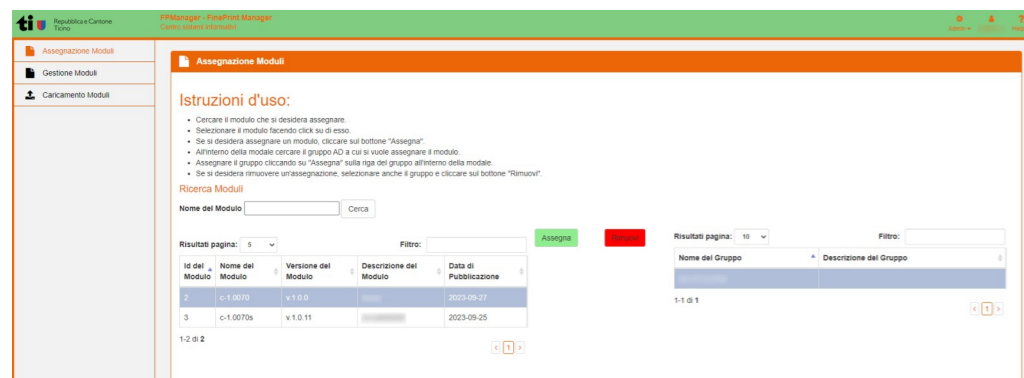 ti
Repubblica e Cantone
Ticino
FPManager - FinePrint Manager
Centro sistemi informativi
Admin
Help
Assegnazione Moduli
Gestione Moduli
Caricamento Moduli
Assegnazione Moduli
Istruzioni d'uso:
• Cercare il modulo che si desidera assegnare.
• Selezionare il modulo facendo click su di esso.
• Se si desidera assegnare un modulo, cliccare sul bottone "Assegna".
• All'interno della modale cercare il gruppo AD a cui si vuole assegnare il modulo.
• Assegnare il gruppo cliccando su "Assegna" sulla riga del gruppo all'interno della modale.
• Se si desidera rimuovere un'assegnazione, selezionare anche il gruppo e cliccare sul bottone "Rimuovi".
Ricerca Moduli
Nome del Modulo Cerca
Risultati pagina: 5 Filtro:
Id del Modulo Nome del Modulo Versione del Modulo Descrizione del Modulo Data di Pubblicazione
2 c-1.0070 v.1.0.0 2023-09-27
3 c-1.0070s v.1.0.11 2023-09-25
1-2 di 2
< 1 >
Assegna Rimuovi
Risultati pagina: 10 Filtro:
Nome del Gruppo Descrizione del Gruppo
1-1 di 1
< 1 >